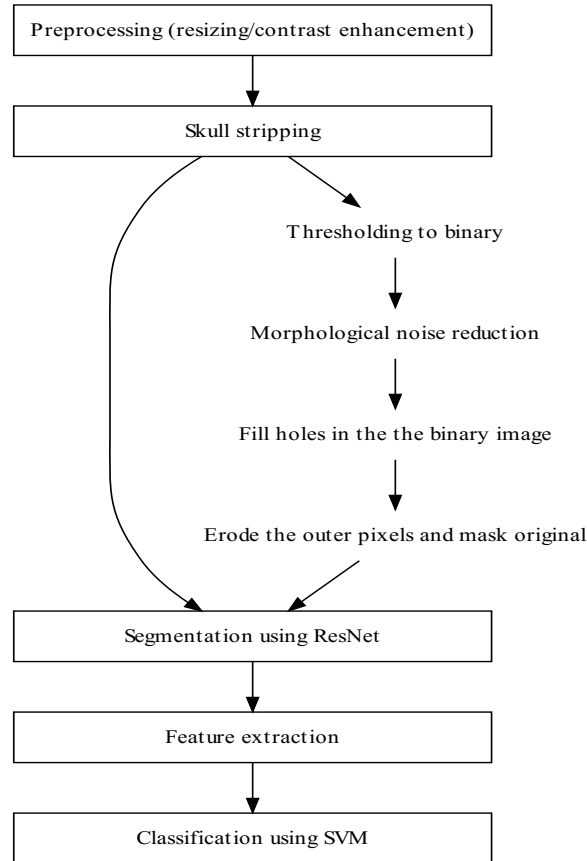 Preprocessing (resizing/contrast enhancement)
Skull stripping
Thresholding to binary
Morphological noise reduction
Fill holes in the the binary image
Erode the outer pixels and mask original
Segmentation using ResNet
Feature extraction
Classification using SVM